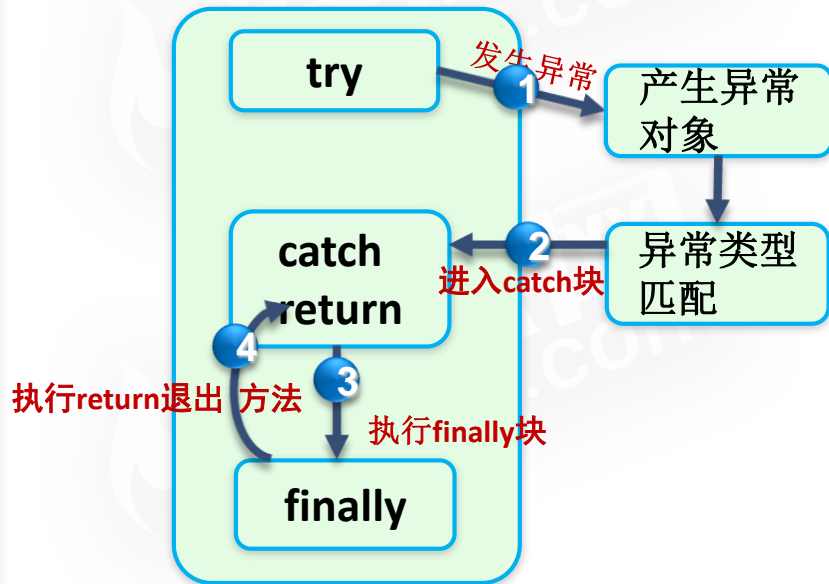 try
发生异常
1
产生异常
对象
catch
return
2
进入catch块
异常类型
匹配
4
3
执行return退出 方法
执行finally块
finally